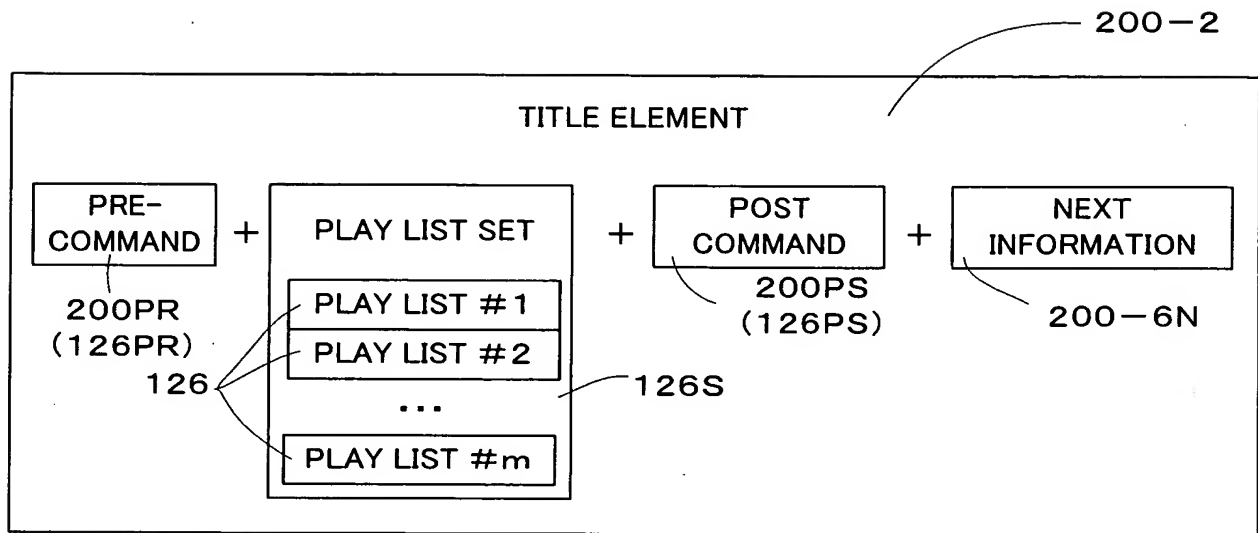 200-2
TITLE ELEMENT
PRE-
COMMAND
+
PLAY LIST SET
+
POST
COMMAND
+
NEXT
INFORMATION
200PR
(126PR)
PLAY LIST #1
PLAY LIST #2
...
PLAY LIST #m
126
126S
200PS
(126PS)
200-6N